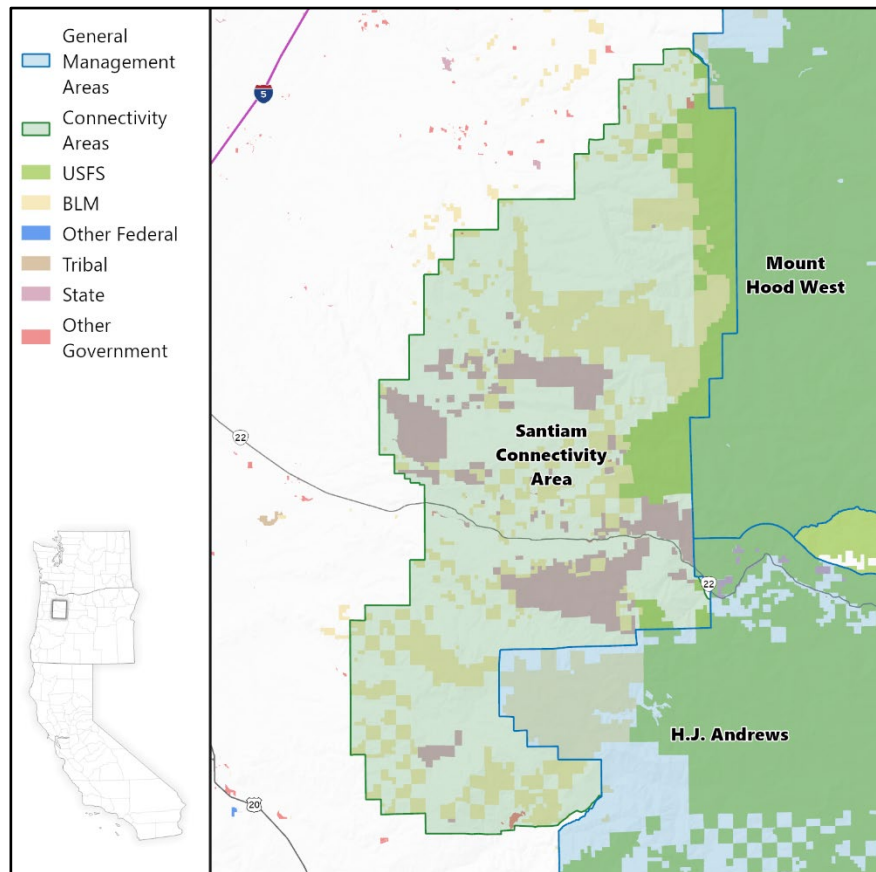 General
Management
Areas
Connectivity
Areas
USFS
BLM
Other Federal
Tribal
State
Other
Government
5
Mount
Hood West
Santiam
Connectivity
Area
22
22
H.J. Andrews
20